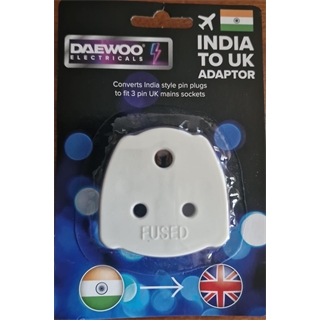 DAEWOO
ELECTRICALS
INDIA
TO UK
ADAPTOR
Converts India style pin plugs
to fit 3 pin UK mains sockets
FUSED